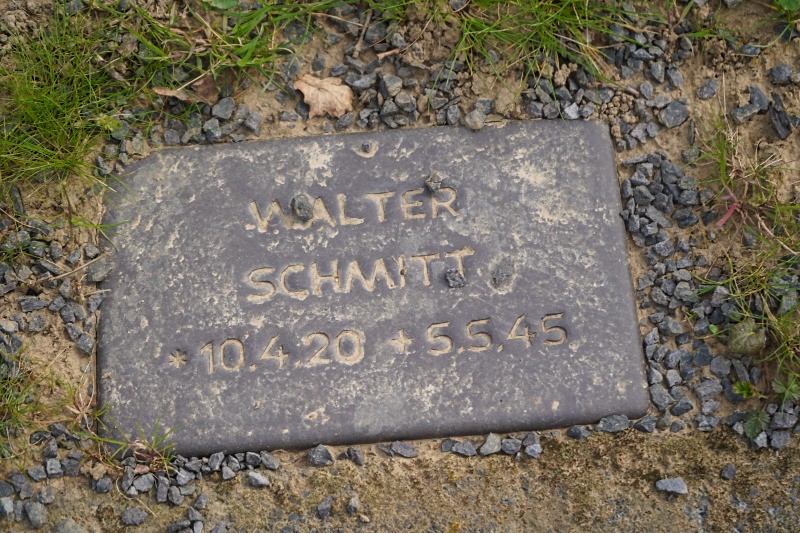 WALTER
SCHMITT
* 10.4.20 + 5.5.45